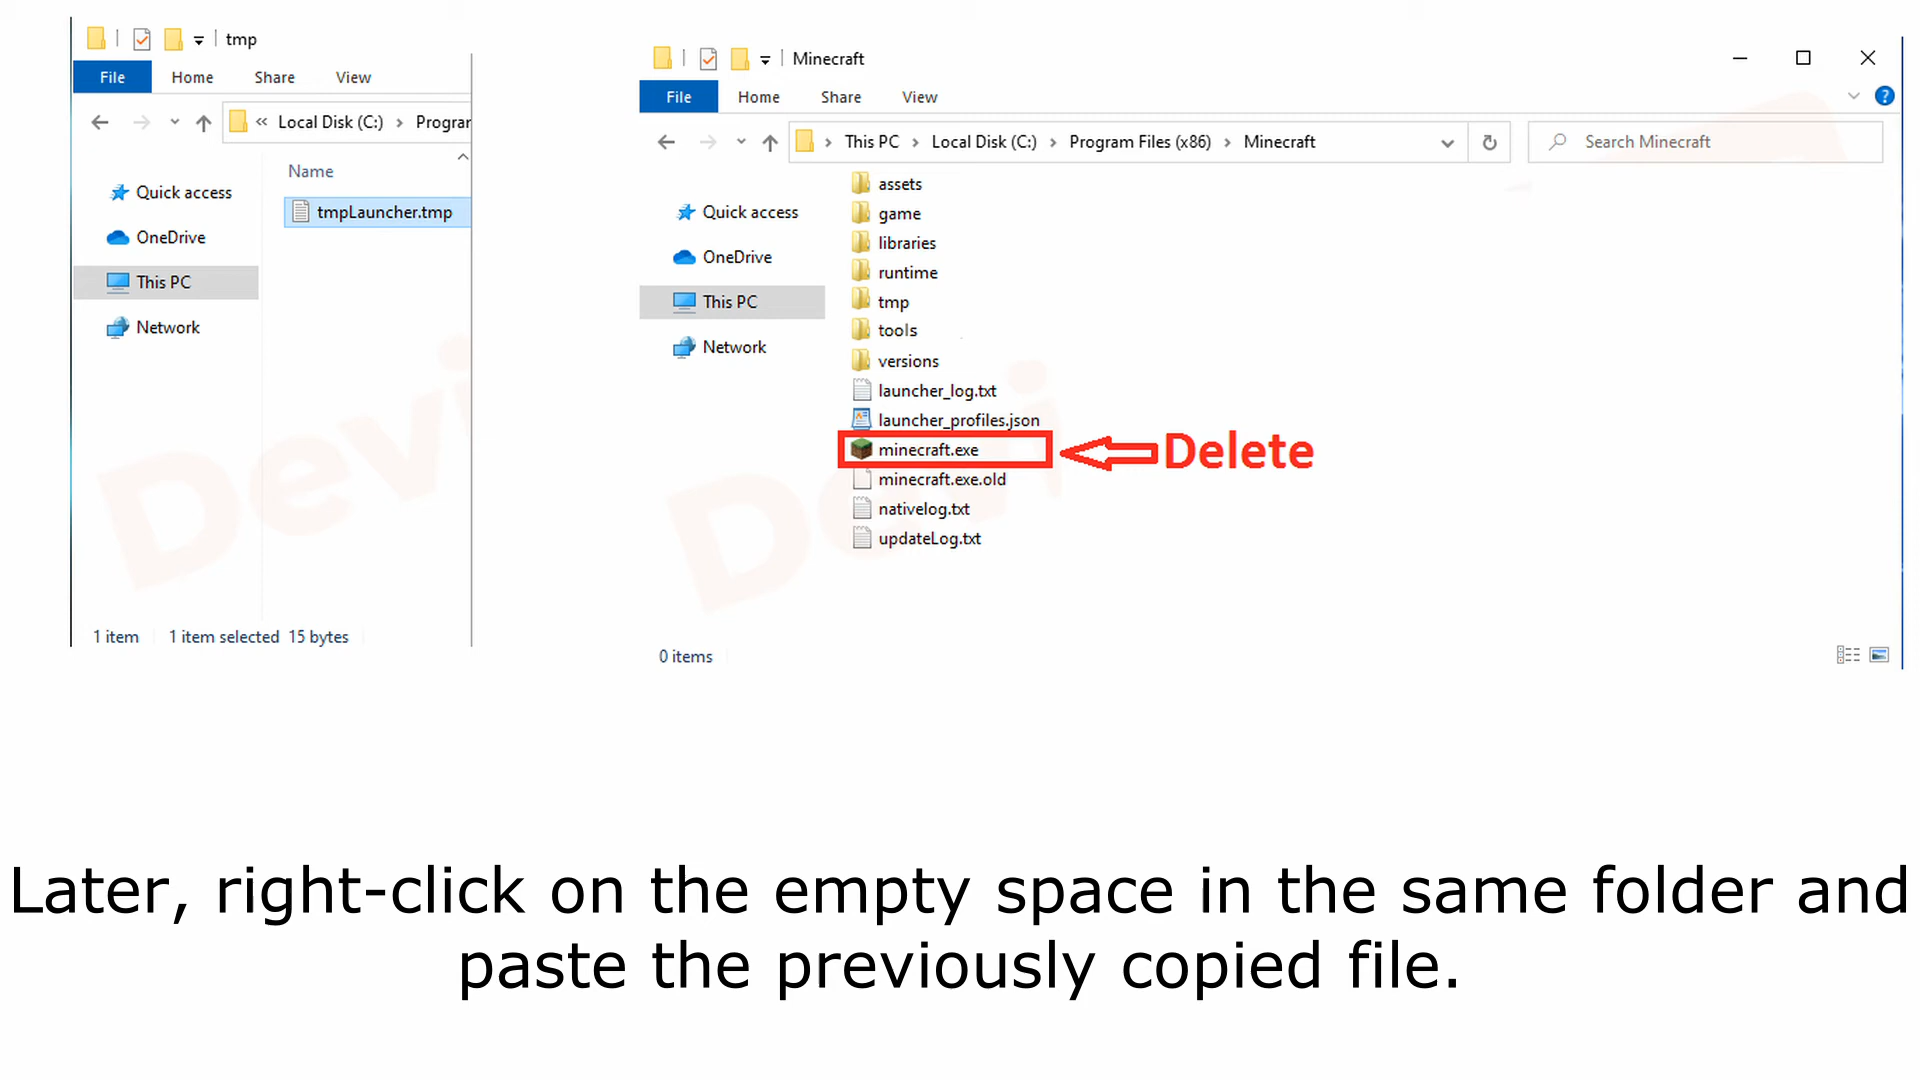 tmp
File Home Share View
« Local Disk (C:) > Program
Name
Quick access
tmpLauncher.tmp
OneDrive
This PC
Network
1 item 1 item selected 15 bytes
Minecraft
File Home Share View
> This PC > Local Disk (C:) > Program Files (x86) > Minecraft
Search Minecraft
Quick access
OneDrive
This PC
Network
assets
game
libraries
runtime
tmp
tools
versions
launcher_log.txt
launcher_profiles.json
minecraft.exe
Delete
minecraft.exe.old
nativelog.txt
updateLog.txt
0 items
Devi
Devi
Later, right-click on the empty space in the same folder and
paste the previously copied file.